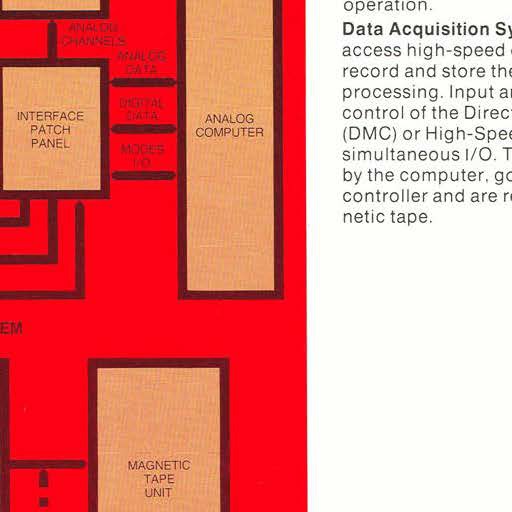 ANALOG
CHANNELS
ANALOG
DATA
INTERFACE
PATCH
PANEL
DIGITAL
DATA
MODES
I/O
ANALOG
COMPUTER
EM
MAGNETIC
TAPE
UNIT
operation.
Data Acquisition Sy
access high-speed
record and store the
processing. Input an
control of the Direct
(DMC) or High-Spee
simultaneous I/O. T
by the computer, go
controller and are re
netic tape.